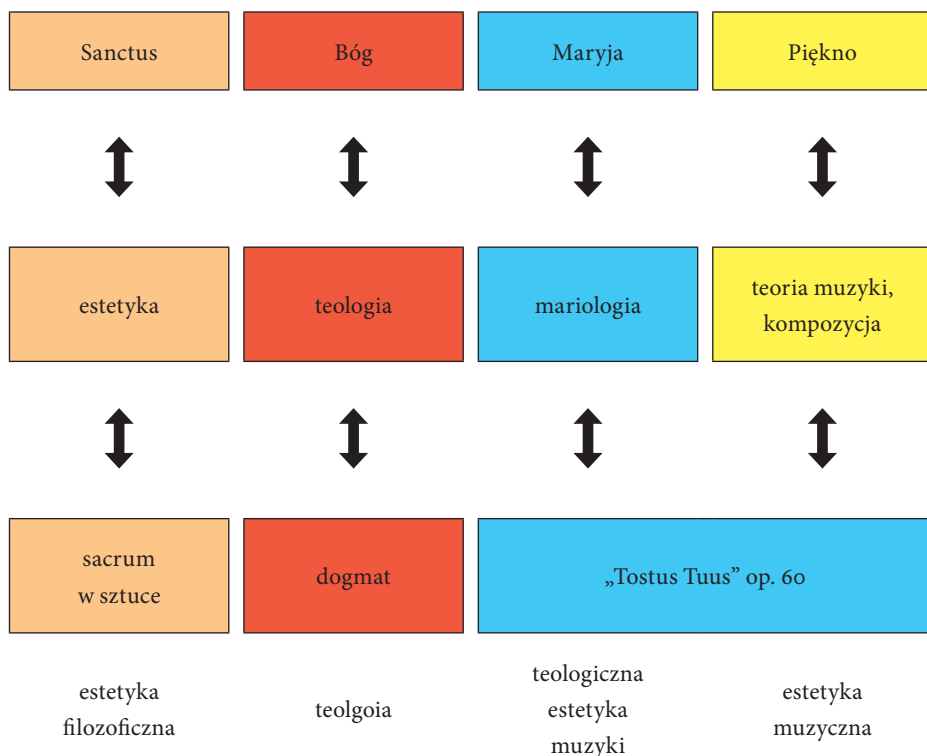 Sanctus
Bóg
Maryja
Piękno
estetyka
teologia
mariologia
teoria muzyki,
kompozycja
sacrum
w sztuce
dogmat
„Tostus Tuus” op. 60
estetyka
filozoficzna
teolgoia
teologiczna
estetyka
muzyki
estetyka
muzyczna